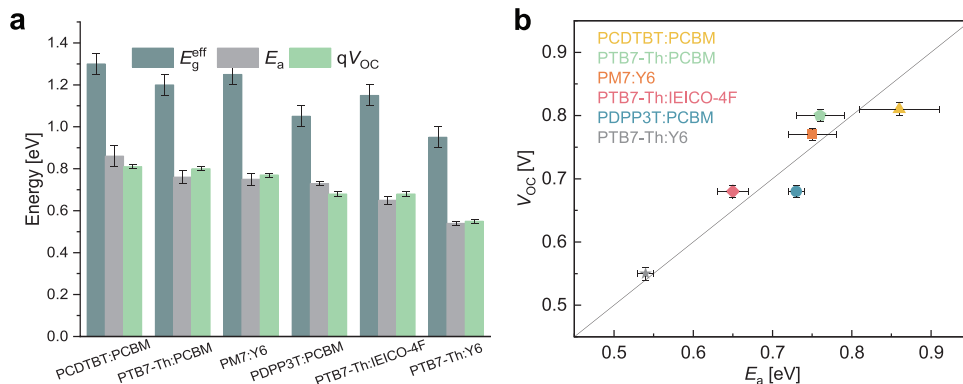 a
E_g^eff E_a qV_OC
Energy [eV]
1.4
1.2
1.0
0.8
0.6
0.4
0.2
0.0
PCDTBT:PCBM
PTB7-Th:PCBM
PM7:Y6
PDPP3T:PCBM
PTB7-Th:IEICO-4F
PTB7-Th:Y6
b
PCDTBT:PCBM
PTB7-Th:PCBM
PM7:Y6
PTB7-Th:IEICO-4F
PDPP3T:PCBM
PTB7-Th:Y6
V_OC [V]
0.9
0.8
0.7
0.6
0.5
0.5 0.6 0.7 0.8 0.9
E_a [eV]